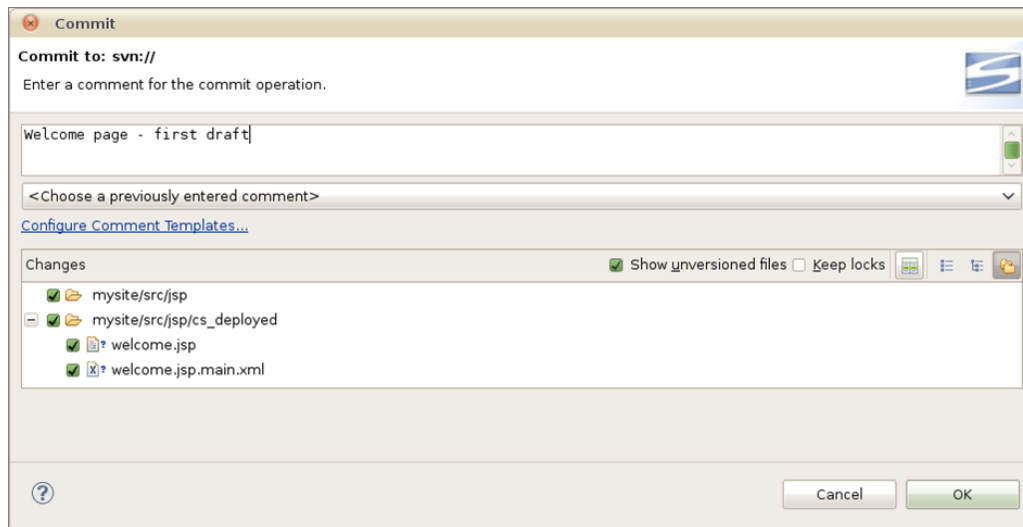 Commit
Commit to: svn://
Enter a comment for the commit operation.
Welcome page - first draft
<Choose a previously entered comment>
Configure Comment Templates...
Changes
Show unversioned files
Keep locks
mysite/src/jsp
mysite/src/jsp/cs_deployed
welcome.jsp
welcome.jsp.main.xml
Cancel
OK